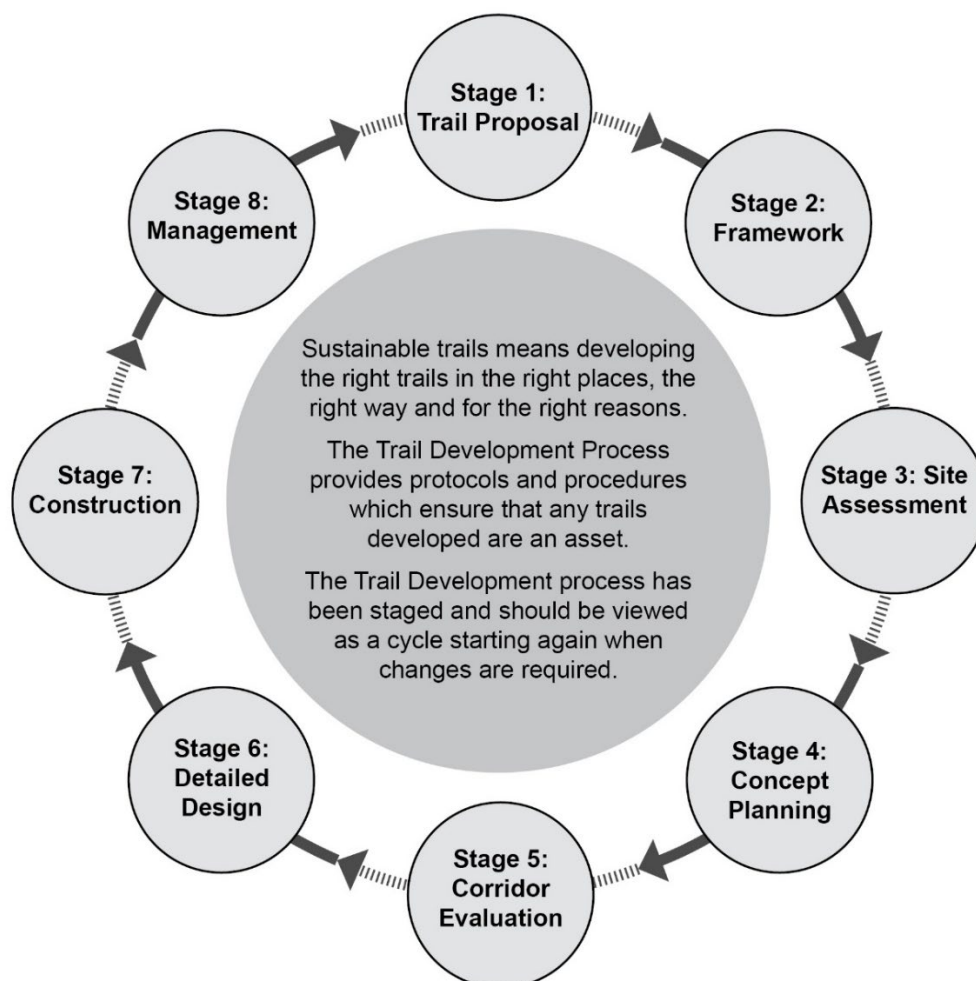 Stage 1:
Trail Proposal
Stage 2:
Framework
Stage 3: Site
Assessment
Stage 4:
Concept
Planning
Stage 5:
Corridor
Evaluation
Stage 6:
Detailed
Design
Stage 7:
Construction
Stage 8:
Management
Sustainable trails means developing
the right trails in the right places, the
right way and for the right reasons.
The Trail Development Process
provides protocols and procedures
which ensure that any trails
developed are an asset.
The Trail Development process has
been staged and should be viewed
as a cycle starting again when
changes are required.